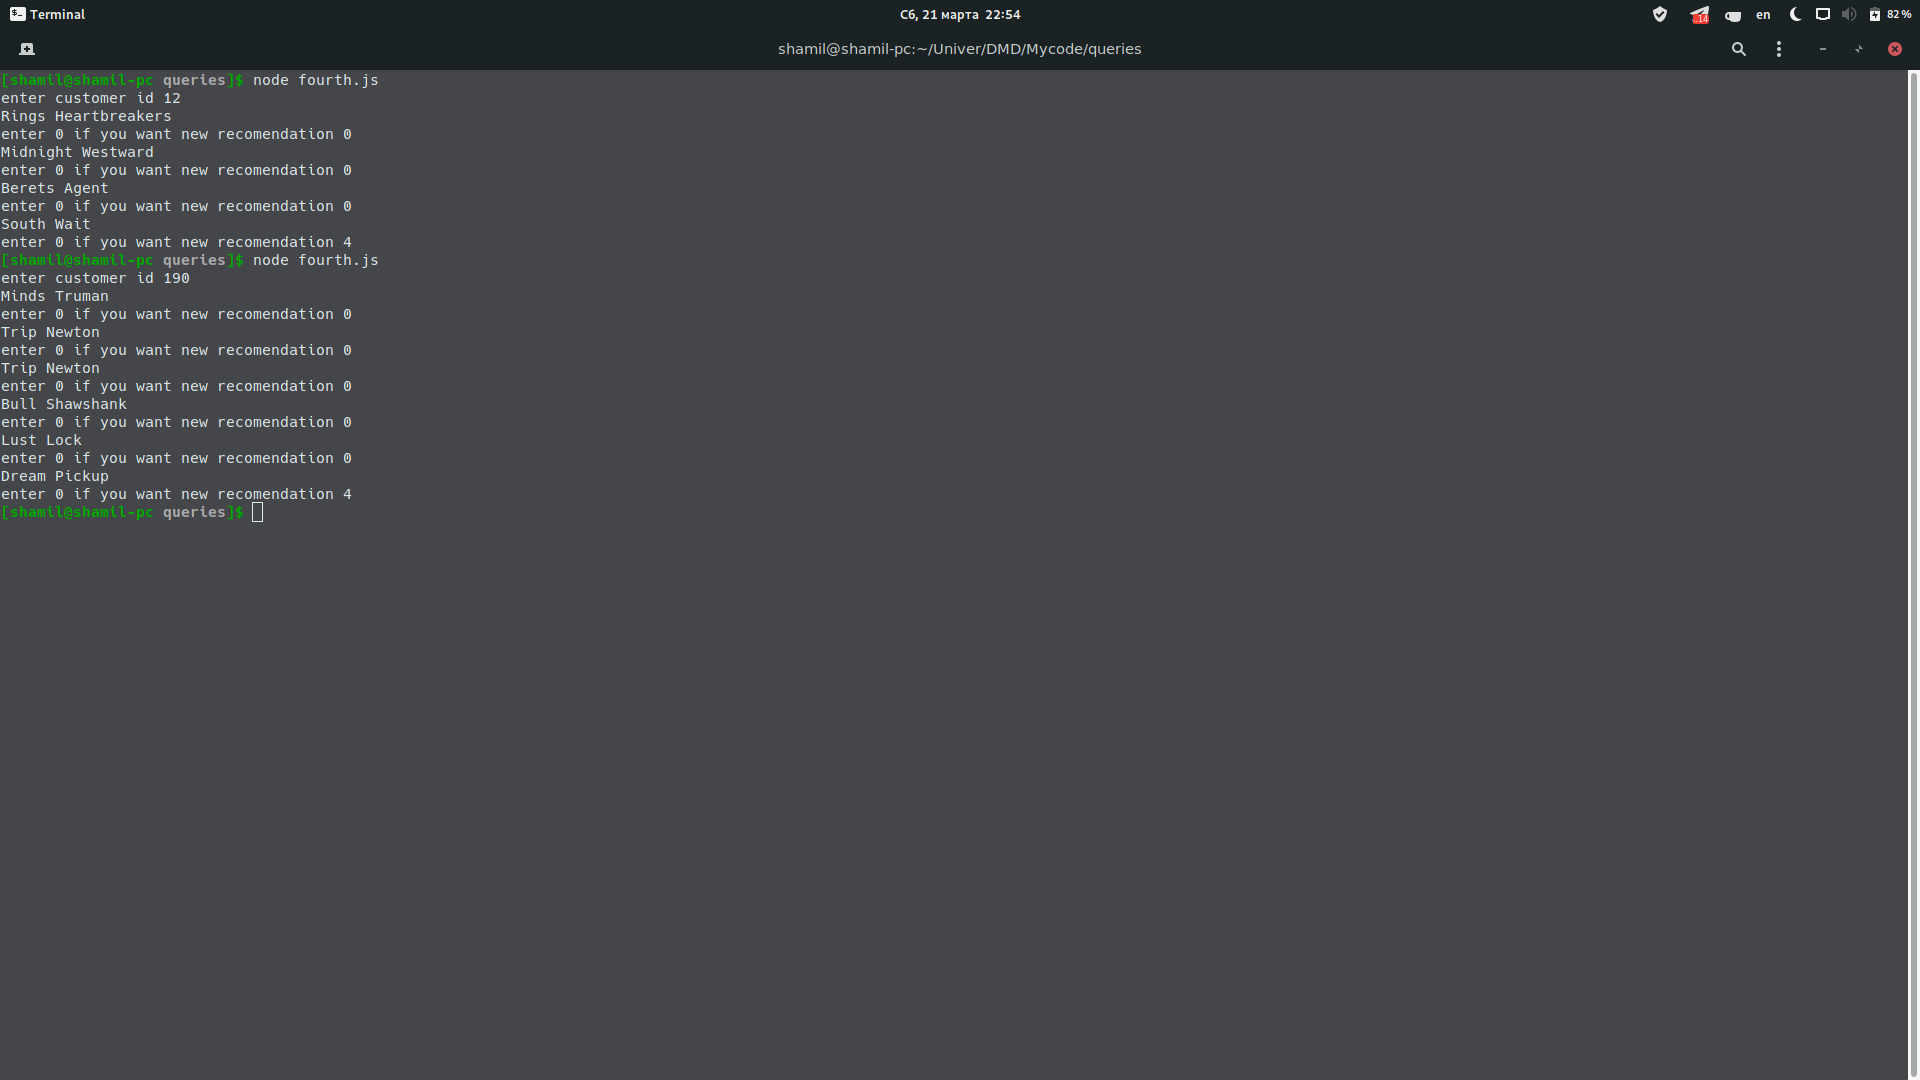 Terminal
Сб, 21 марта 22:54
14
en
82 %
shamil@shamil-pc:~/Univer/DMD/Mycode/queries
[shamil@shamil-pc queries]$ node fourth.js
enter customer id 12
Rings Heartbreakers
enter 0 if you want new recomendation 0
Midnight Westward
enter 0 if you want new recomendation 0
Berets Agent
enter 0 if you want new recomendation 0
South Wait
enter 0 if you want new recomendation 4
[shamil@shamil-pc queries]$ node fourth.js
enter customer id 190
Minds Truman
enter 0 if you want new recomendation 0
Trip Newton
enter 0 if you want new recomendation 0
Trip Newton
enter 0 if you want new recomendation 0
Bull Shawshank
enter 0 if you want new recomendation 0
Lust Lock
enter 0 if you want new recomendation 0
Dream Pickup
enter 0 if you want new recomendation 4
[shamil@shamil-pc queries]$